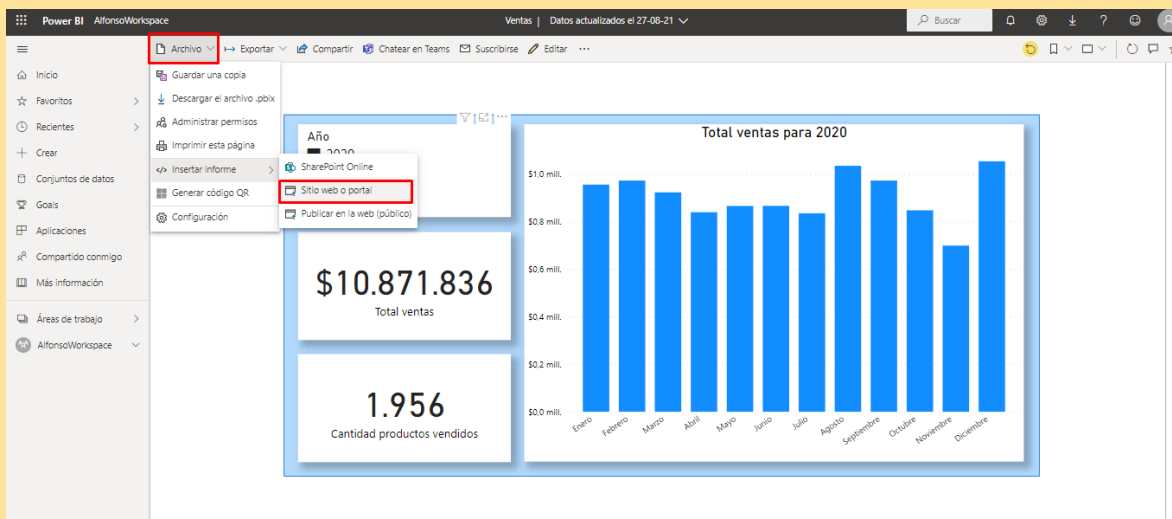 Power BI AlfonsoWorkspace
Ventas | Datos actualizados el 27-08-21
Buscar
Archivo
Exportar
Compartir
Chatear en Teams
Suscribirse
Editar
Inicio
Favoritos
Recientes
Crear
Conjuntos de datos
Goals
Aplicaciones
Compartido conmigo
Más información
Áreas de trabajo
AlfonsoWorkspace
Guardar una copia
Descargar el archivo .pbix
Administrar permisos
Imprimir esta página
Insertar informe
Generar código QR
Configuración
SharePoint Online
Sitio web o portal
Publicar en la web (público)
Año
2020
$10.871.836
Total ventas
1.956
Cantidad productos vendidos
Total ventas para 2020
$1,0 mill.
$0,8 mill.
$0,6 mill.
$0,4 mill.
$0,2 mill.
$0,0 mill.
Enero
Febrero
Marzo
Abril
Mayo
Junio
Julio
Agosto
Septiembre
Octubre
Noviembre
Diciembre